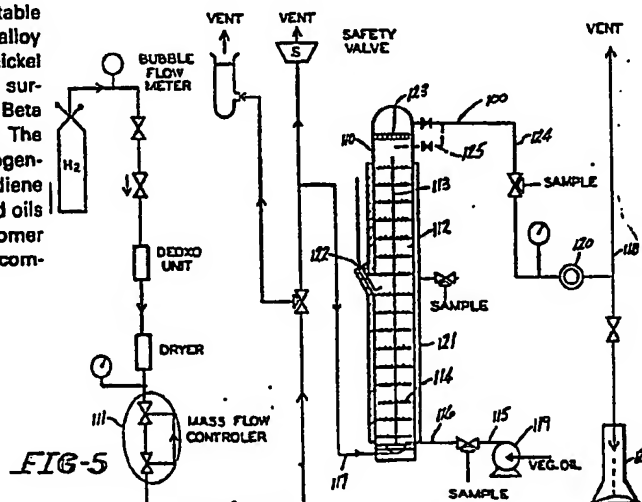 table
alloy
ickel
sur-
Beta
The
ogen-
diene
d oils
omer
com-
H2
BUBBLE
FLOW
METER
VENT
VENT
S
SAFETY
VALVE
VENT
DEOXO
UNIT
DRYER
111
MASS FLOW
CONTROLER
FIG-5
123
100
110
125
124
113
112
SAMPLE
122
120
118
SAMPLE
121
114
116
115
119
117
VEG. OIL
SAMPLE